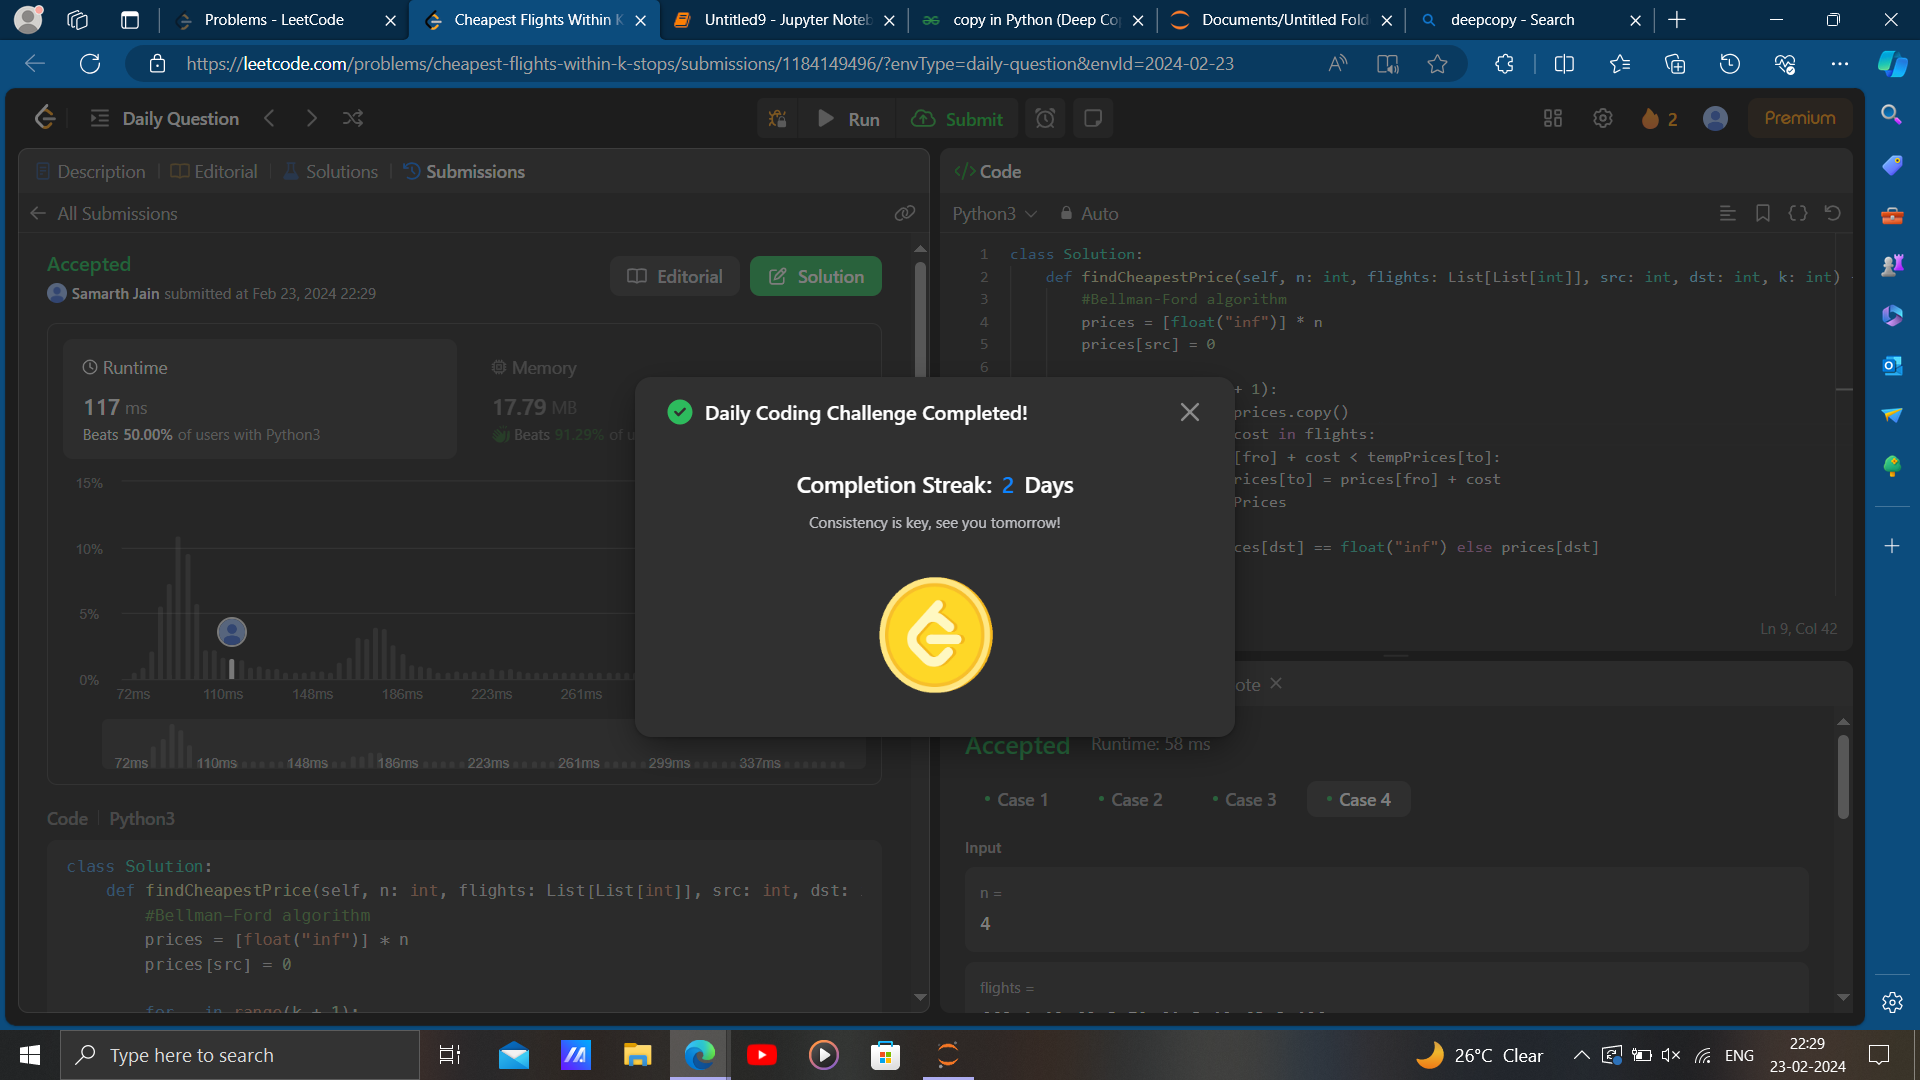 Problems - LeetCode
Cheapest Flights Within K
Untitled9 - Jupyter Noteb
copy in Python (Deep Co
Documents/Untitled Fold
deepcopy - Search
https://leetcode.com/problems/cheapest-flights-within-k-stops/submissions/1184149496/?envType=daily-question&envId=2024-02-23
Daily Question
Run
Submit
2
Premium
Description
Editorial
Solutions
Submissions
All Submissions
Accepted
Samarth Jain submitted at Feb 23, 2024 22:29
Editorial
Solution
Runtime
117 ms
Beats 50.00% of users with Python3
Memory
17.79 MB
Beats 91.29% of u
15%
10%
5%
0%
72ms 110ms 148ms 186ms 223ms 261ms
72ms 110ms 148ms 186ms 223ms 261ms 299ms 337ms
Code
Python3
class Solution:
def findCheapestPrice(self, n: int, flights: List[List[int]], src: int, dst:
#Bellman-Ford algorithm
prices = [float("inf")] * n
prices[src] = 0
for in range(k + 1):
Code
Python3
Auto
1 class Solution:
2 def findCheapestPrice(self, n: int, flights: List[List[int]], src: int, dst: int, k: int)
3 #Bellman-Ford algorithm
4 prices = [float("inf")] * n
5 prices[src] = 0
6
+ 1):
prices.copy()
cost in flights:
[fro] + cost < tempPrices[to]:
rices[to] = prices[fro] + cost
Prices
ces[dst] == float("inf") else prices[dst]
Ln 9, Col 42
Daily Coding Challenge Completed!
Completion Streak: 2 Days
Consistency is key, see you tomorrow!
ote
Accepted
Runtime: 58 ms
Case 1
Case 2
Case 3
Case 4
Input
n =
4
flights =
Type here to search
26°C Clear
ENG
22:29
23-02-2024